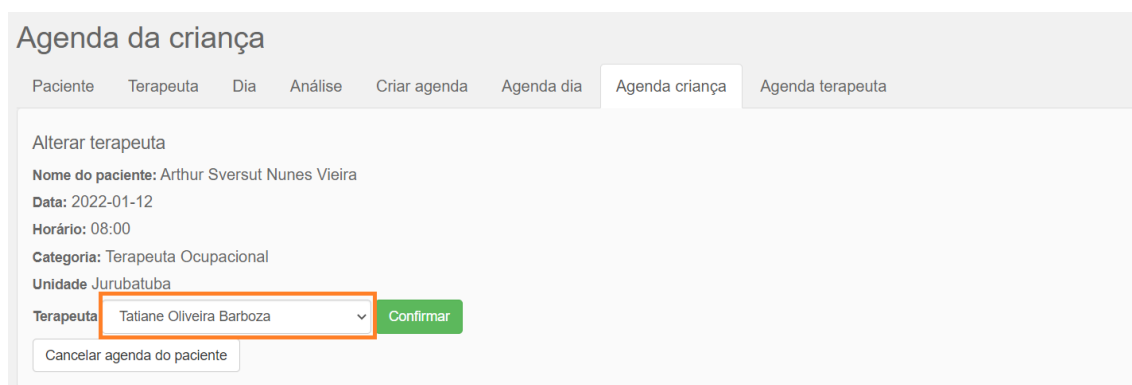 Agenda da criança
Paciente Terapeuta Dia Análise Criar agenda Agenda dia Agenda criança Agenda terapeuta
Alterar terapeuta
Nome do paciente: Arthur Sversut Nunes Vieira
Data: 2022-01-12
Horário: 08:00
Categoria: Terapeuta Ocupacional
Unidade Jurubatuba
Terapeuta Tatiane Oliveira Barboza Confirmar
Cancelar agenda do paciente